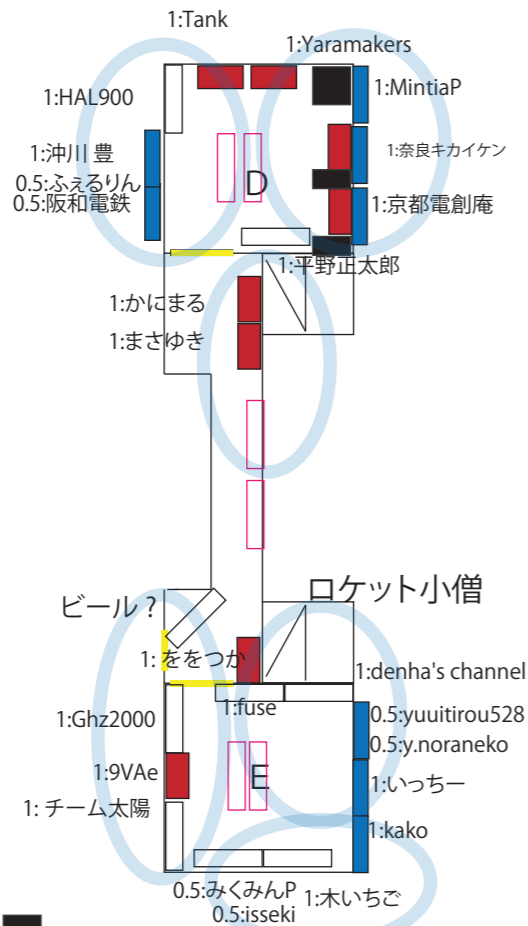 1:Tank
1:Yaramakers
1:HAL900
1:MintiaP
1:沖川 豊
1:奈良キカイケン
0.5:ふぇるりん
0.5:阪和電鉄
D
1:京都電創庵
1:平野正太郎
1:かにまる
1:まさゆき
ロケット小僧
ビール?
1: ををつか
1:denha's channel
1:Ghz2000
1:fuse
0.5:yuuitirou528
0.5:y.noraneko
1:9VAe
E
1:いっちー
1: チーム太陽
1:kako
0.5:みくみんP
1:木いちご
0.5:isseki